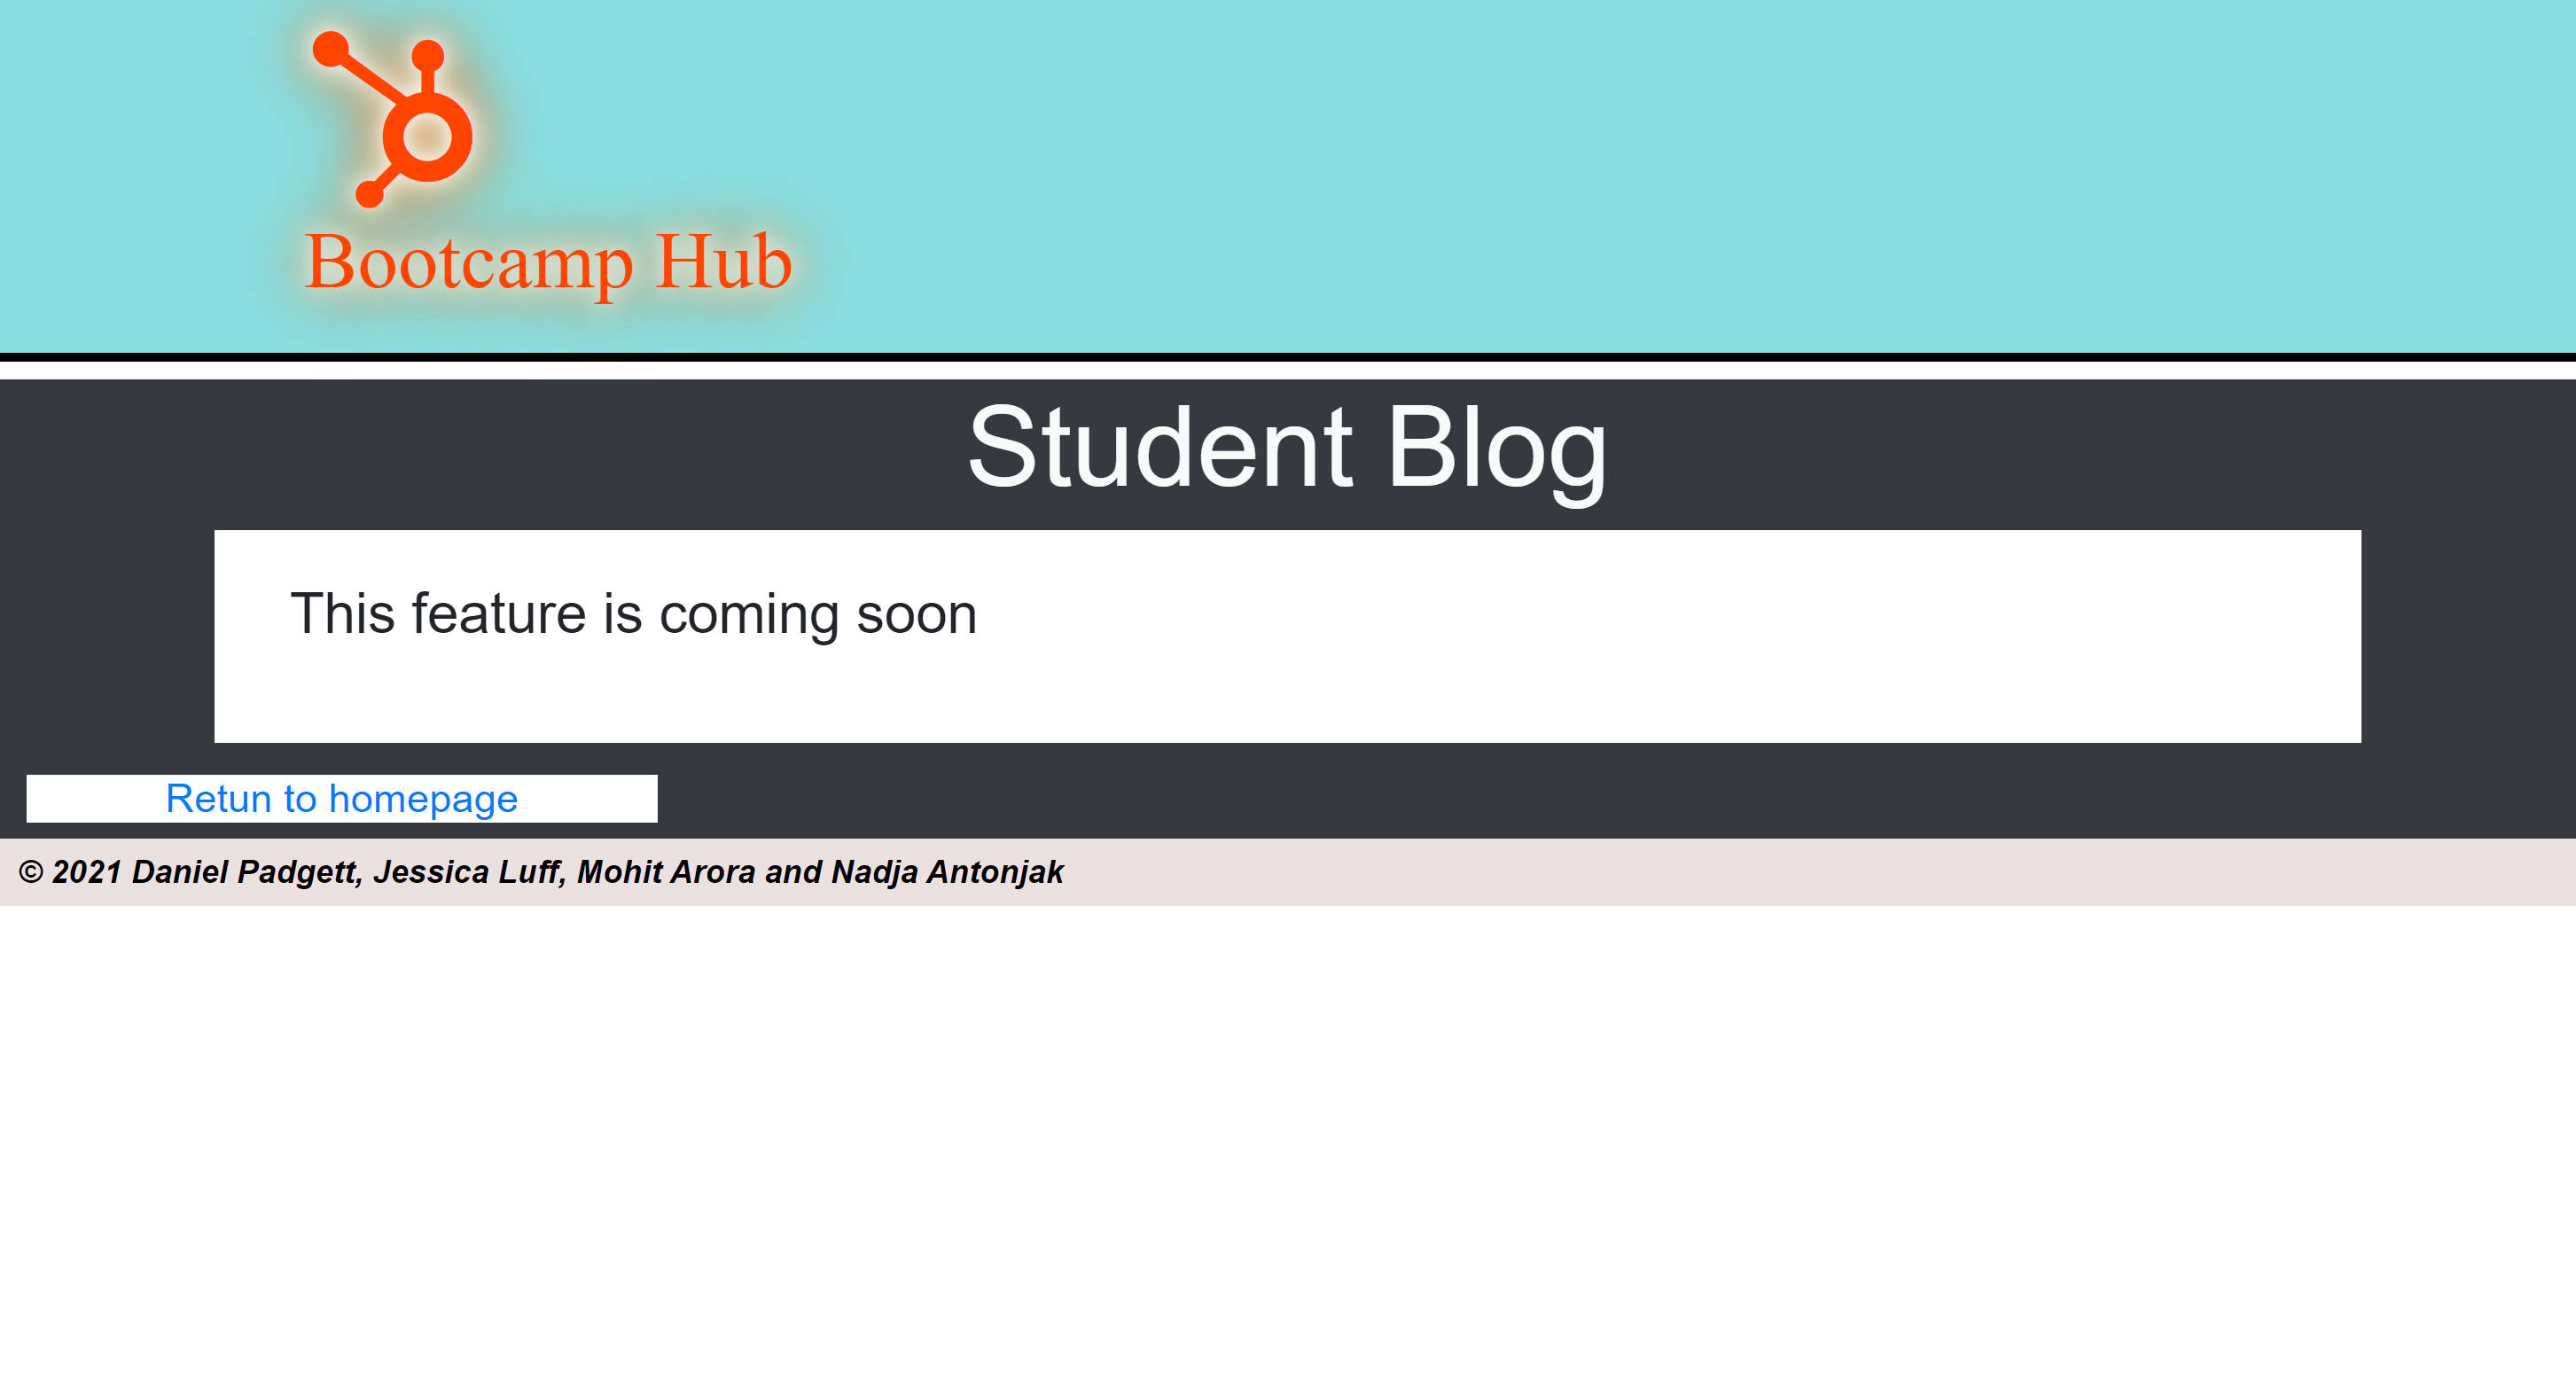 Bootcamp Hub
Student Blog
This feature is coming soon
Retun to homepage
© 2021 Daniel Padgett, Jessica Luff, Mohit Arora and Nadja Antonjak